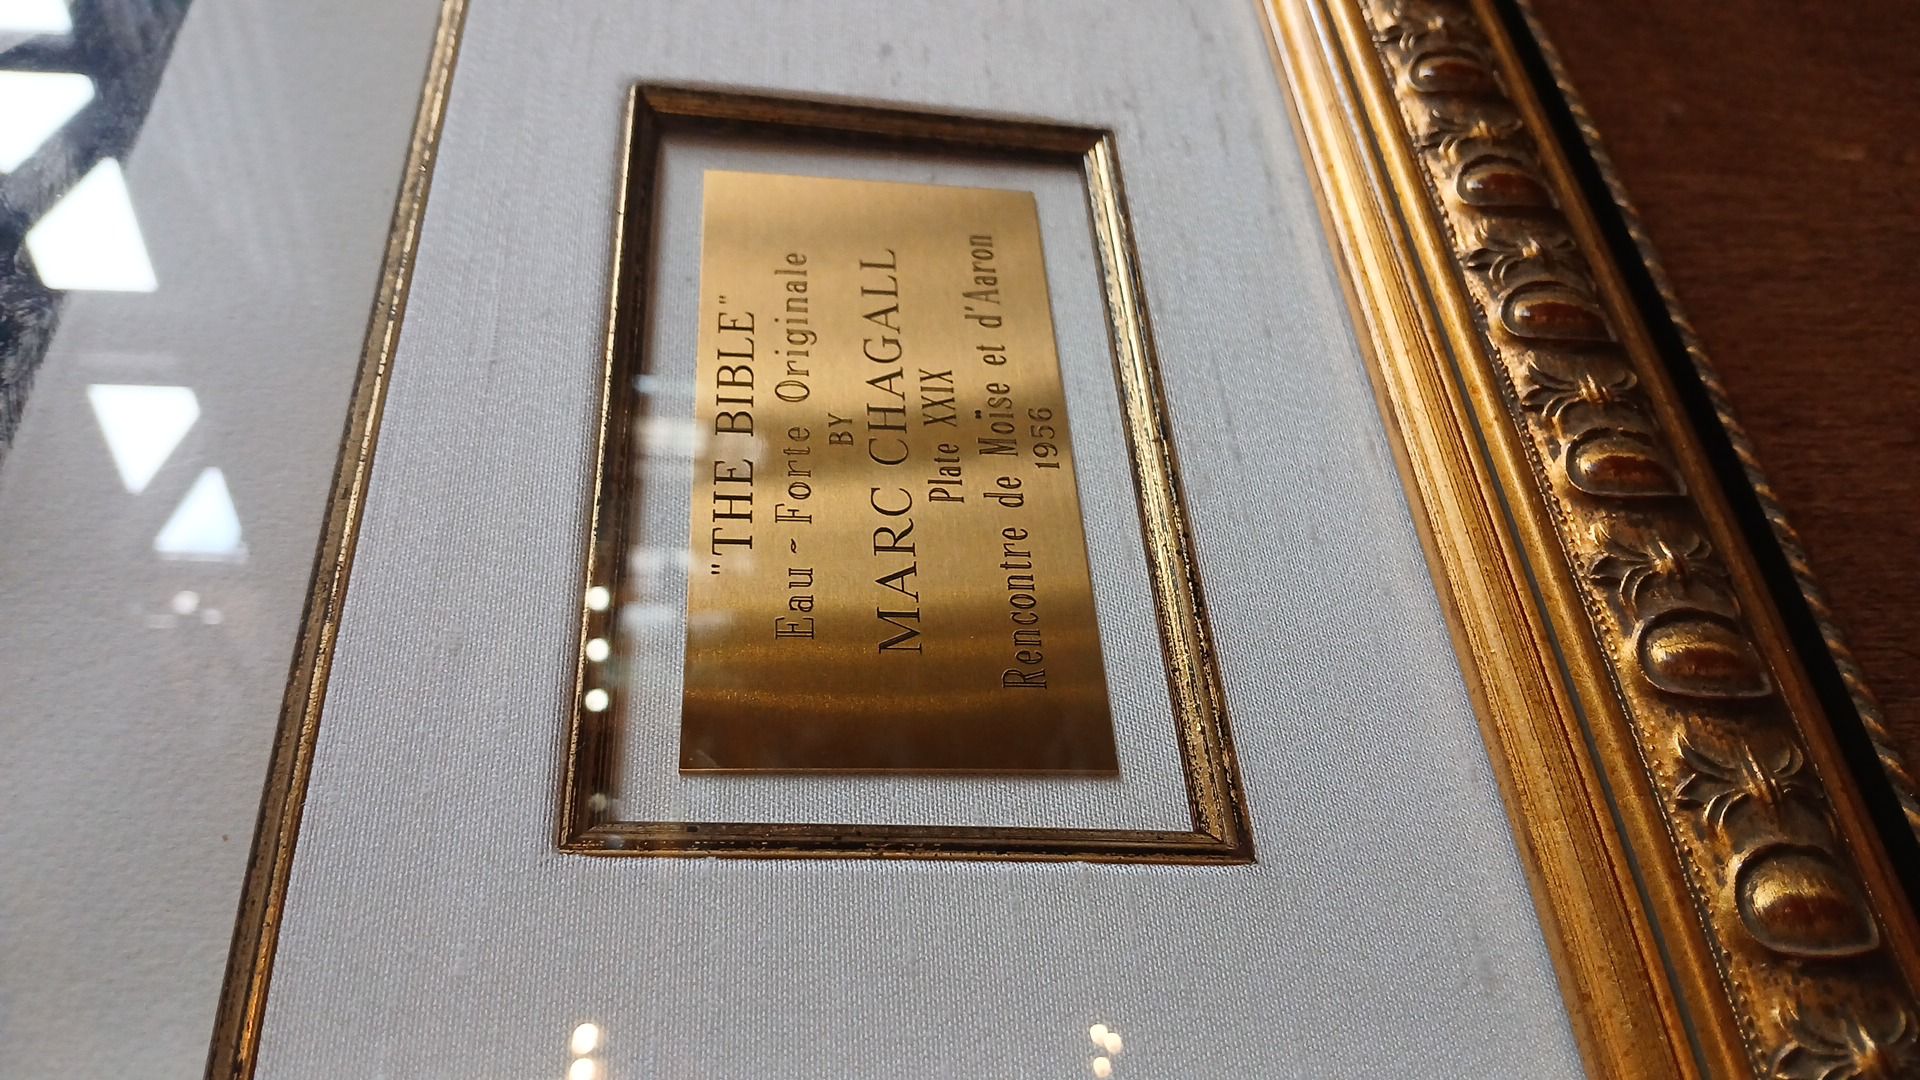 "THE BIBLE"
Eau ~ Forte Originale
BY
MARC CHAGALL
Plate XXIX
Rencontre de Moïse et d'Aaron
1956